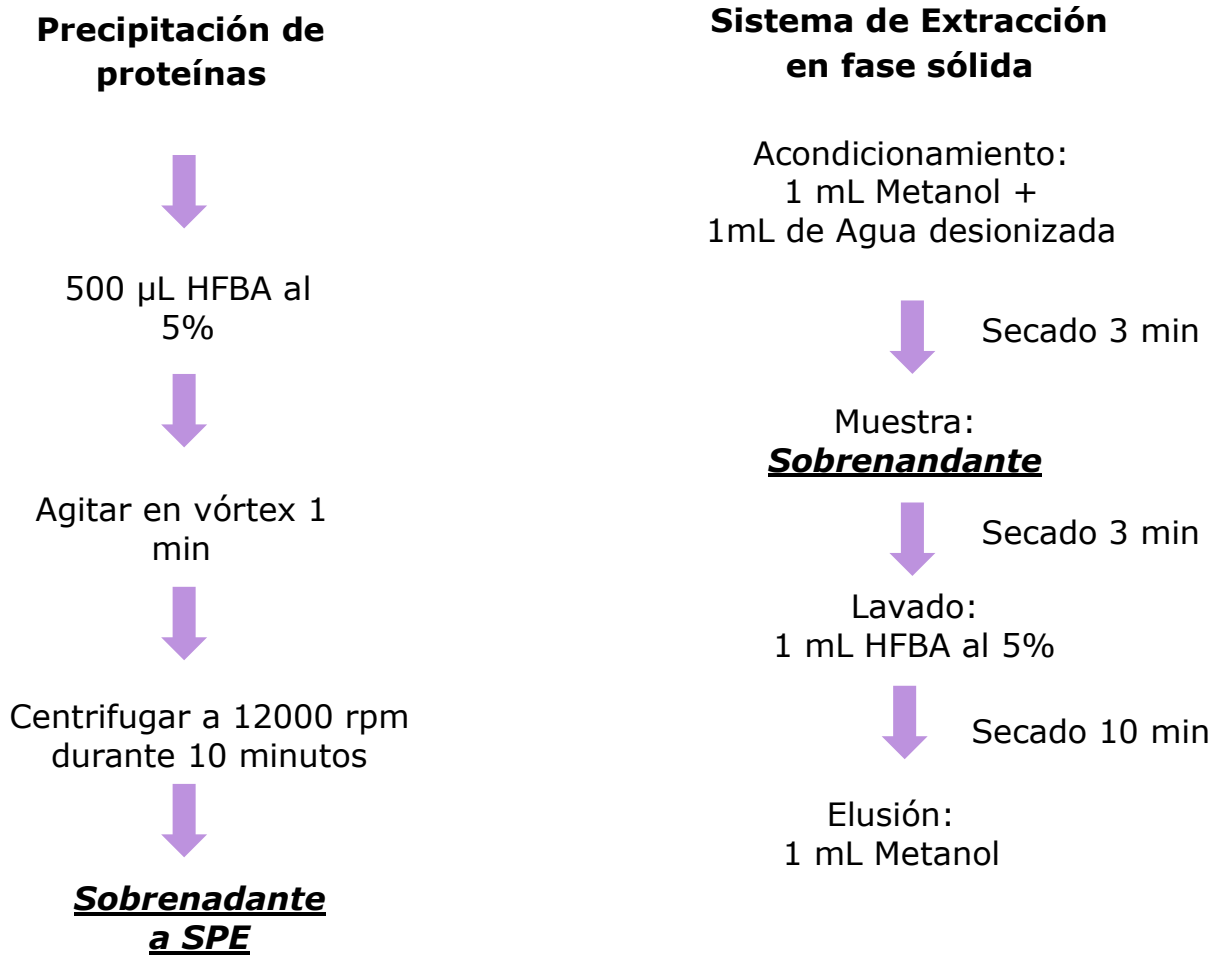 Precipitación de
proteínas
500 µL HFBA al
5%
Agitar en vórtex 1
min
Centrifugar a 12000 rpm
durante 10 minutos
Sobrenadante
a SPE
Sistema de Extracción
en fase sólida
Acondicionamiento:
1 mL Metanol +
1mL de Agua desionizada
Secado 3 min
Muestra:
Sobrenandante
Secado 3 min
Lavado:
1 mL HFBA al 5%
Secado 10 min
Elusión:
1 mL Metanol